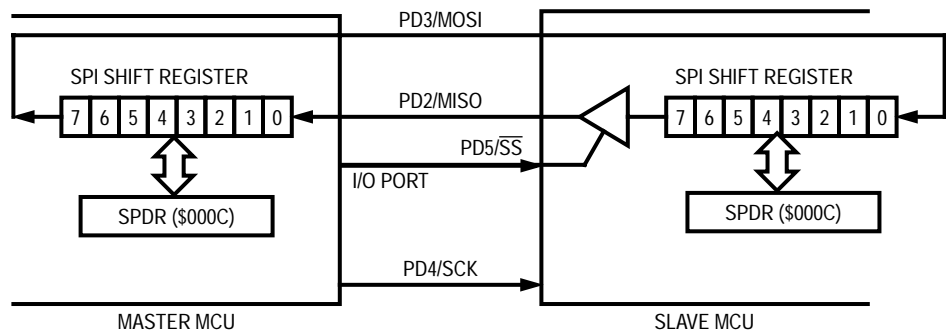 PD3/MOSI
SPI SHIFT REGISTER
SPI SHIFT REGISTER
7 6 5 4 3 2 1 0
PD2/MISO
7 6 5 4 3 2 1 0
PD5/S̅S̅
I/O PORT
SPDR ($000C)
SPDR ($000C)
PD4/SCK
MASTER MCU
SLAVE MCU